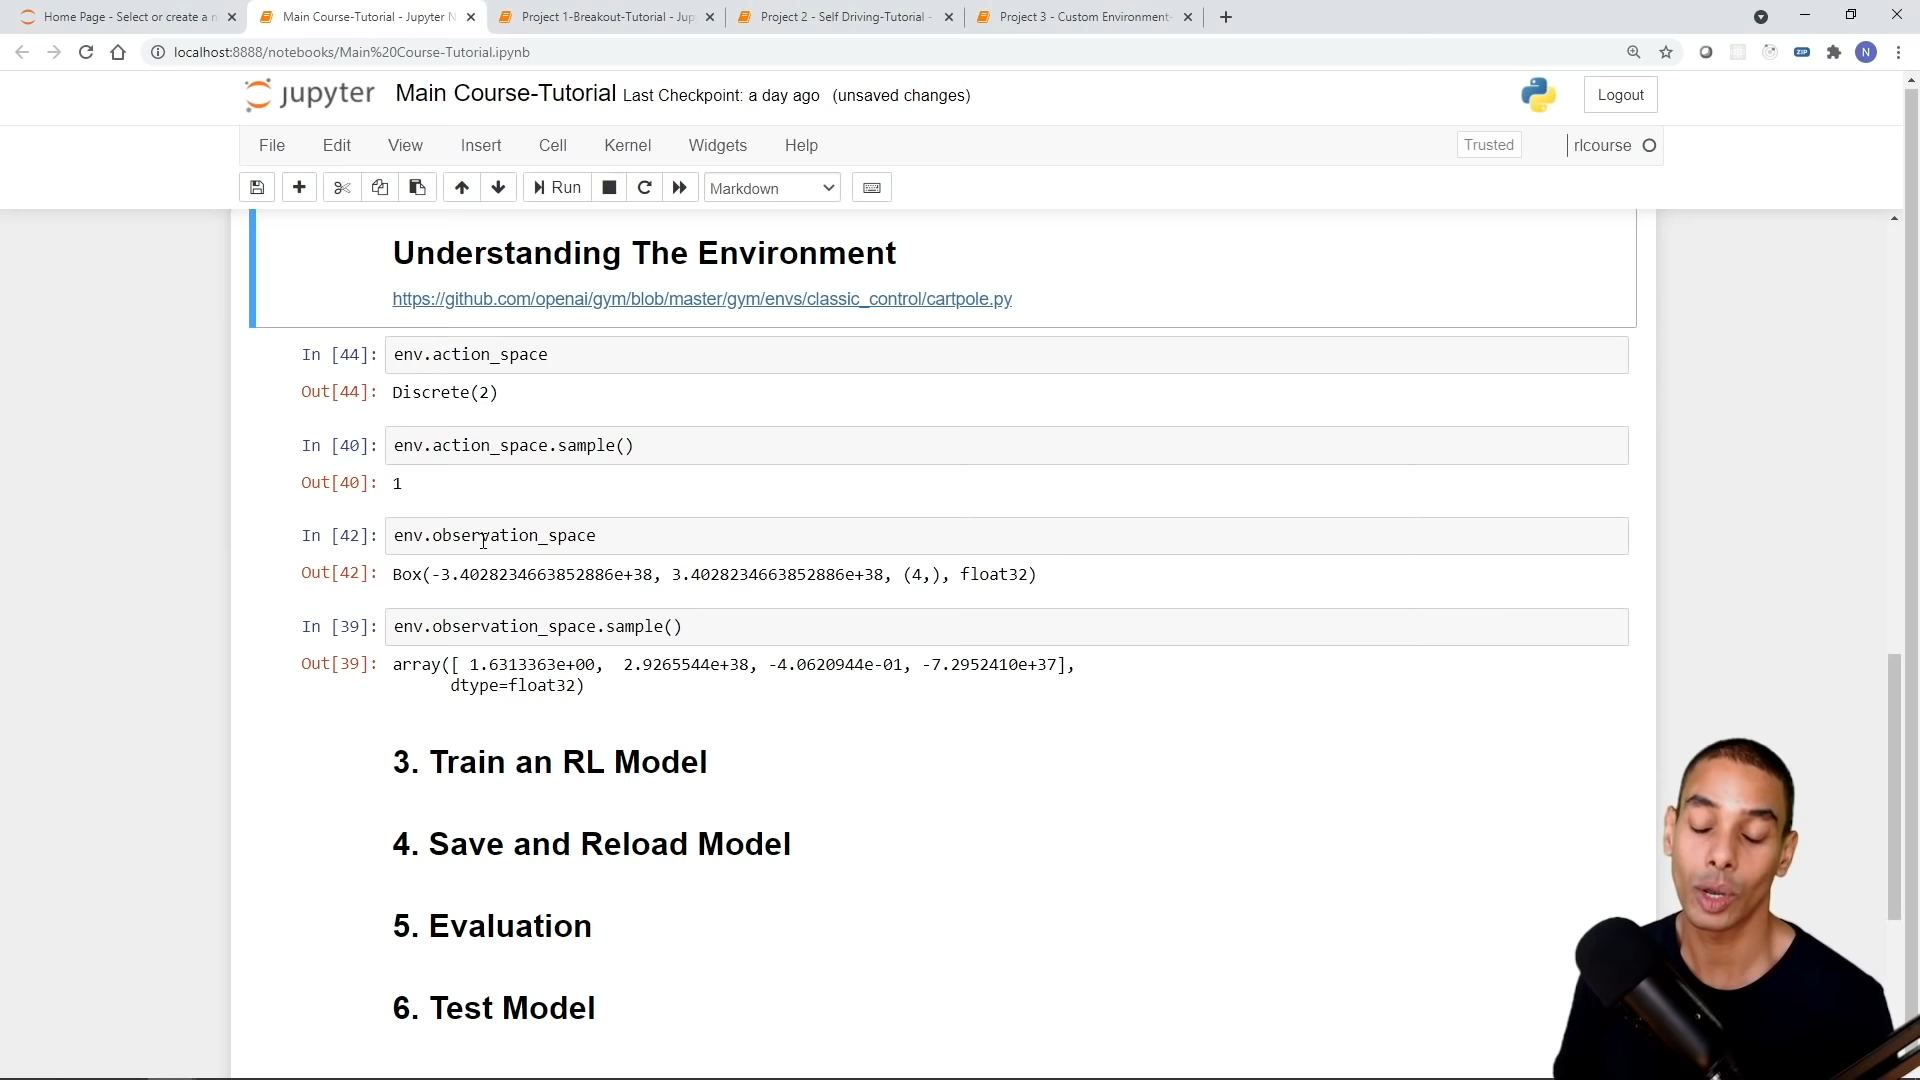 Home Page - Select or create a n
Main Course-Tutorial - Jupyter N
Project 1-Breakout-Tutorial - Jup
Project 2 - Self Driving-Tutorial -
Project 3 - Custom Environment-
localhost:8888/notebooks/Main%20Course-Tutorial.ipynb
ZIP
N
jupyter Main Course-Tutorial Last Checkpoint: a day ago (unsaved changes)
Logout
File Edit View Insert Cell Kernel Widgets Help
Trusted
rlcourse
Run
Markdown
Understanding The Environment
https://github.com/openai/gym/blob/master/gym/envs/classic_control/cartpole.py
In [44]: env.action_space
Out[44]: Discrete(2)
In [40]: env.action_space.sample()
Out[40]: 1
In [42]: env.observation_space
Out[42]: Box(-3.4028234663852886e+38, 3.4028234663852886e+38, (4,), float32)
In [39]: env.observation_space.sample()
Out[39]: array([ 1.6313363e+00,  2.9265544e+38, -4.0620944e-01, -7.2952410e+37],
dtype=float32)
3. Train an RL Model
4. Save and Reload Model
5. Evaluation
6. Test Model